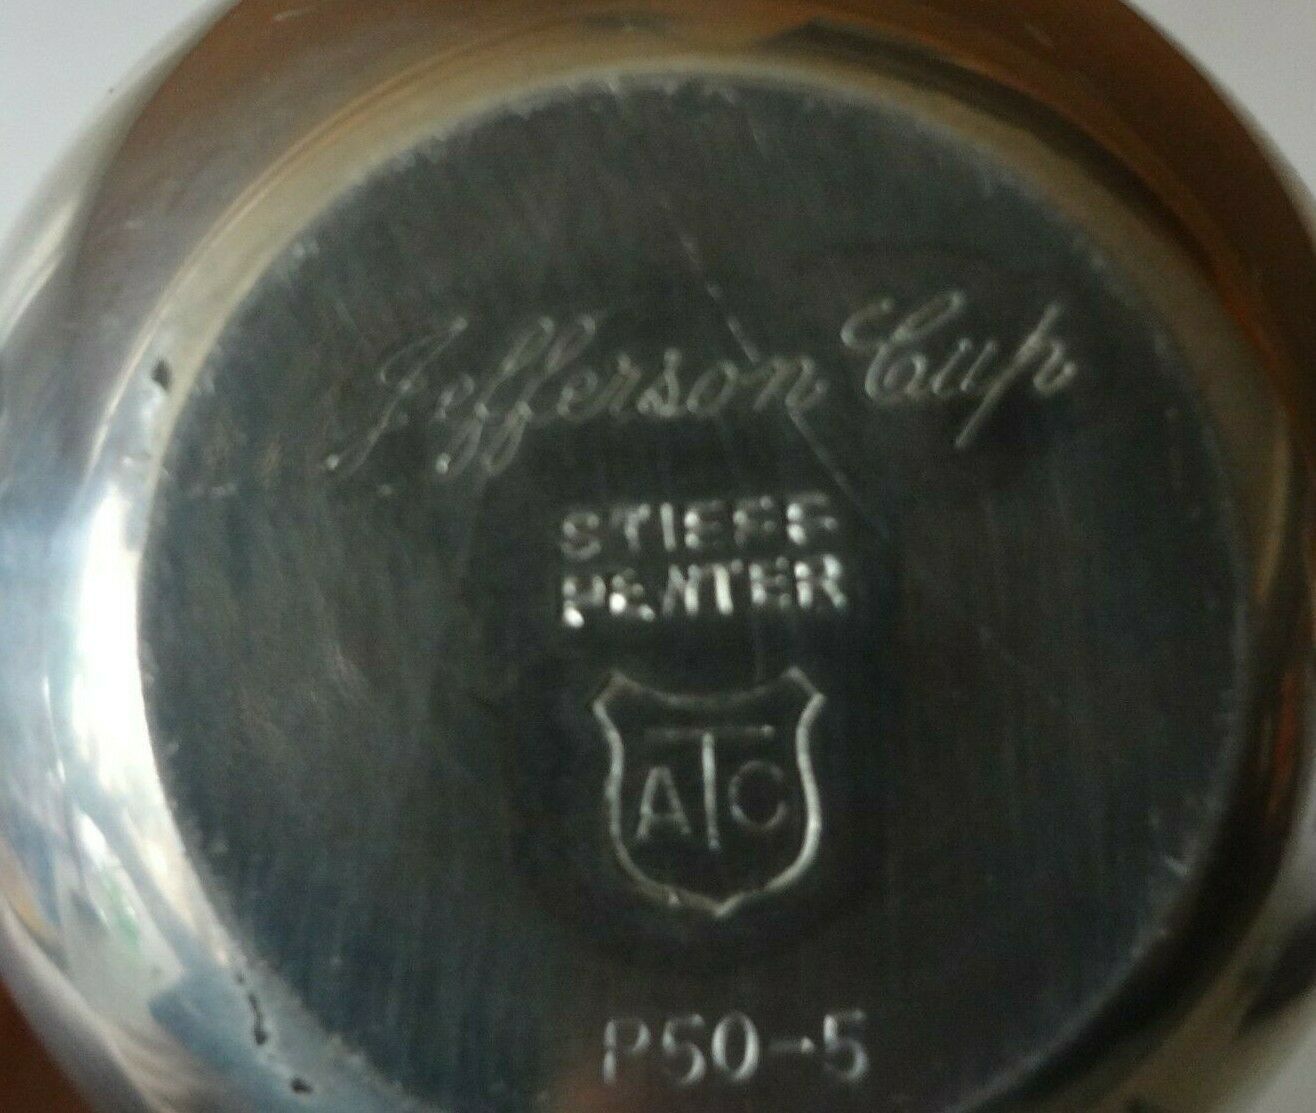 Jefferson Cup
STIEFF
PEWTER
ATC
P50-5